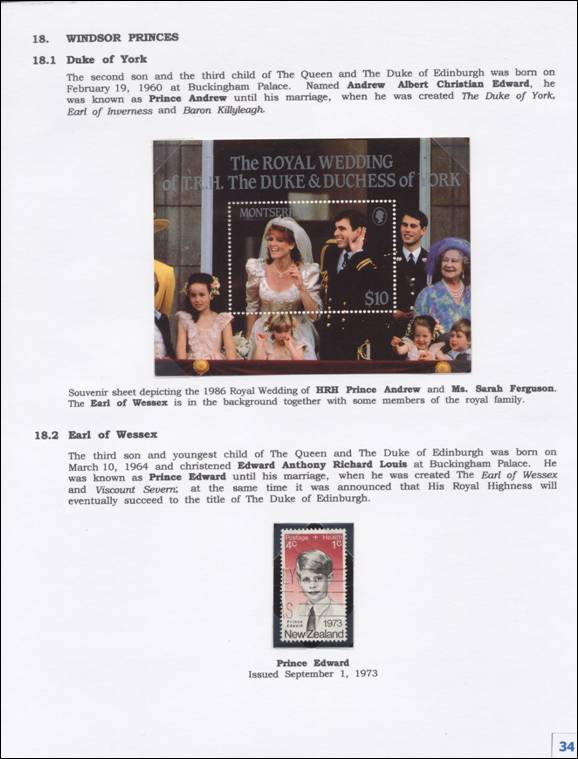 18. WINDSOR PRINCES
18.1 Duke of York
The second son and the third child of The Queen and The Duke of Edinburgh was born on
February 19, 1960 at Buckingham Palace. Named Andrew Albert Christian Edward, he
was known as Prince Andrew until his marriage, when he was created The Duke of York,
Earl of Inverness and Baron Killyleagh.
The ROYAL WEDDING
of T.R.H. The DUKE & DUCHESS of YORK
MONTSERRAT
$10
Souvenir sheet depicting the 1986 Royal Wedding of HRH Prince Andrew and Ms. Sarah Ferguson.
The Earl of Wessex is in the background together with some members of the royal family.
18.2 Earl of Wessex
The third son and youngest child of The Queen and The Duke of Edinburgh was born on
March 10, 1964 and christened Edward Anthony Richard Louis at Buckingham Palace. He
was known as Prince Edward until his marriage, when he was created The Earl of Wessex
and Viscount Severn; at the same time it was announced that His Royal Highness will
eventually succeed to the title of The Duke of Edinburgh.
Postage + Health
4c 1c
LY
S
Prince
Edward
1973
New Zealand
Prince Edward
Issued September 1, 1973
34